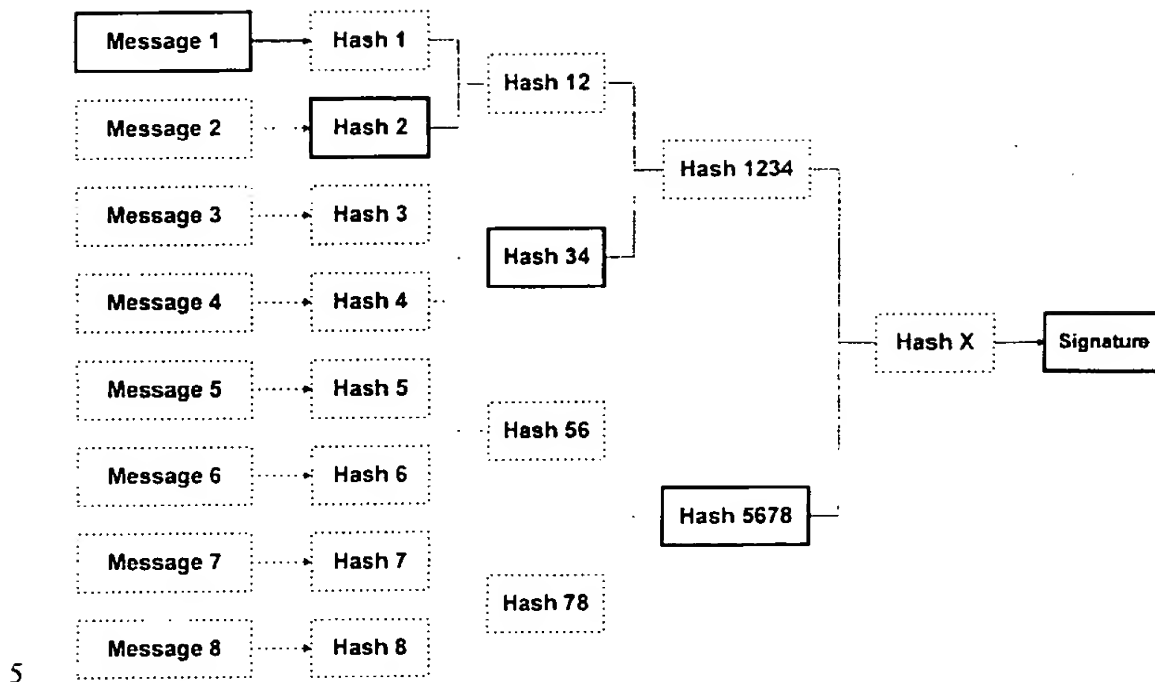 Message 1
Hash 1
Hash 12
Message 2
Hash 2
Hash 1234
Message 3
Hash 3
Hash 34
Message 4
Hash 4
Hash X
Signature
Message 5
Hash 5
Hash 56
Message 6
Hash 6
Hash 5678
Message 7
Hash 7
Hash 78
Message 8
Hash 8
5